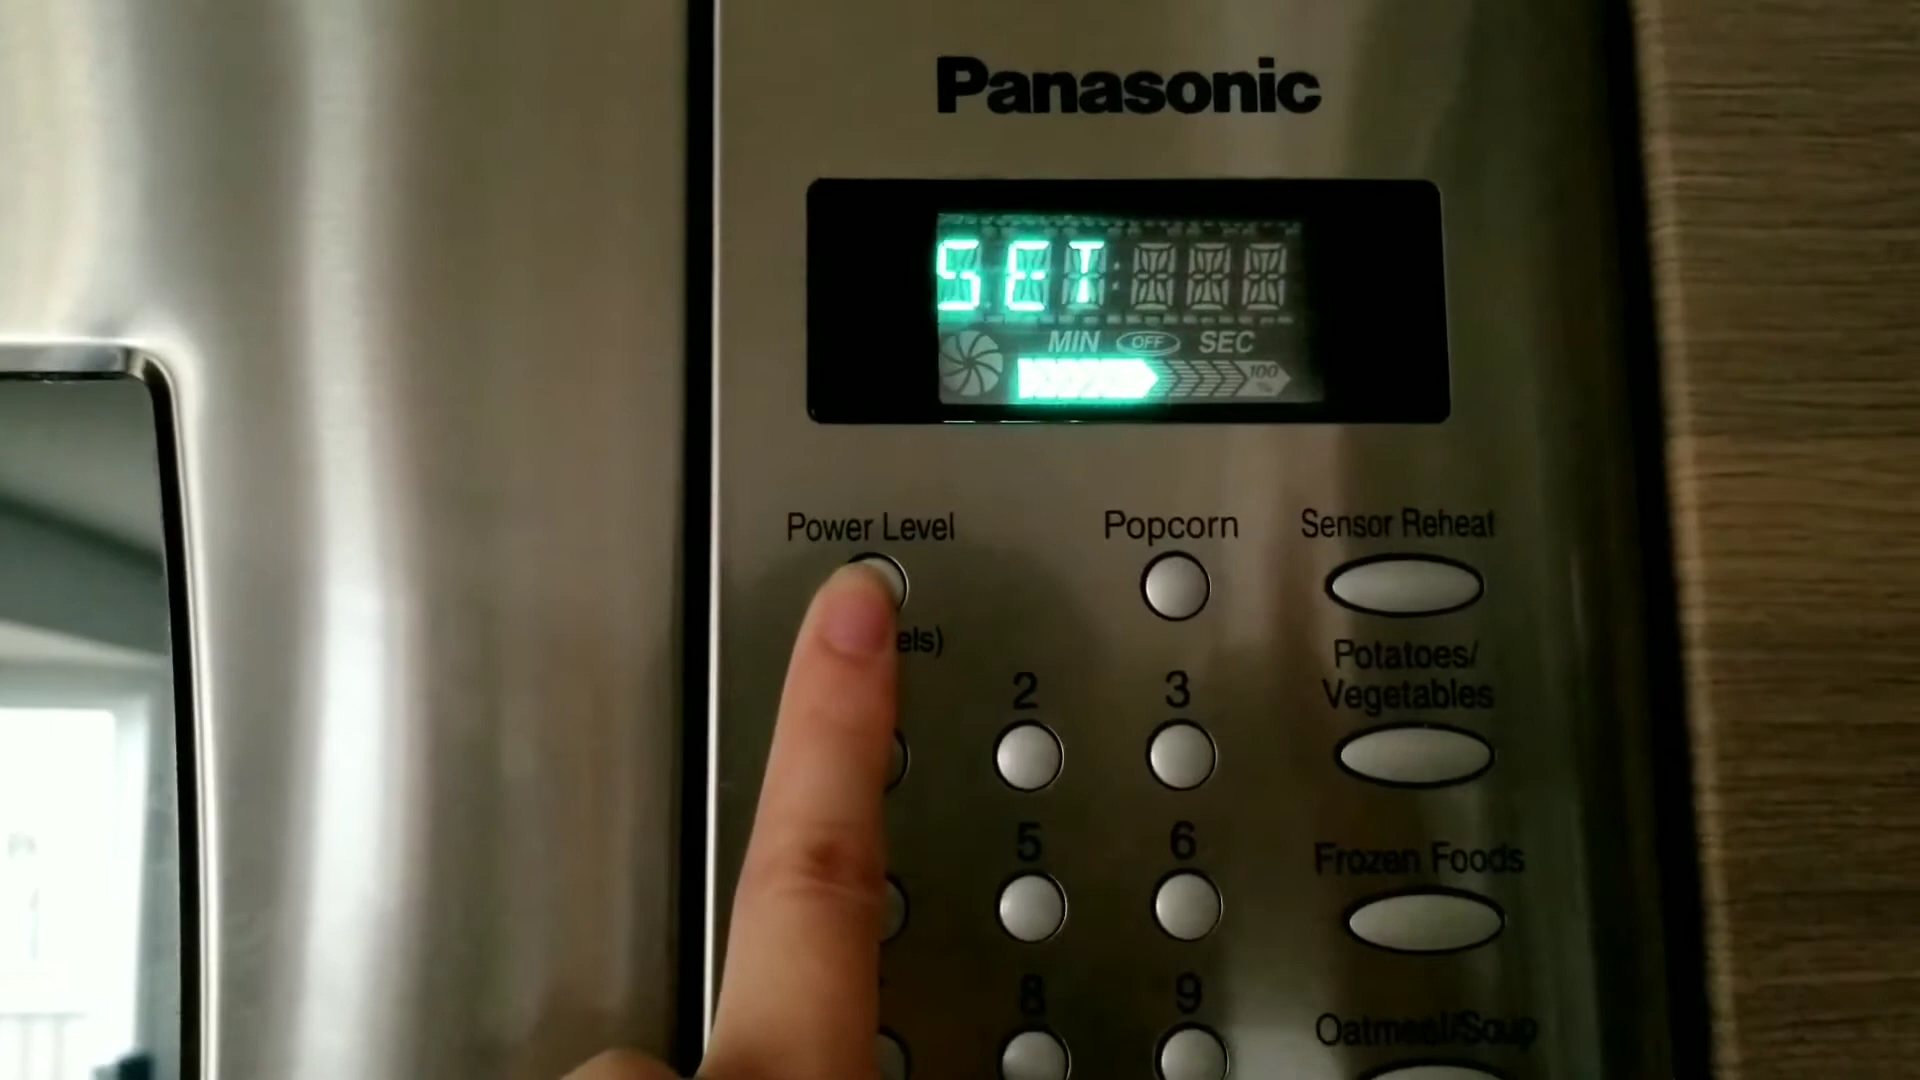 Panasonic
SET
MIN OFF SEC
100
%
Power Level
Popcorn
Sensor Reheat
els)
Potatoes/
Vegetables
2
3
5
6
Frozen Foods
8
9
Oatmeal/Soup